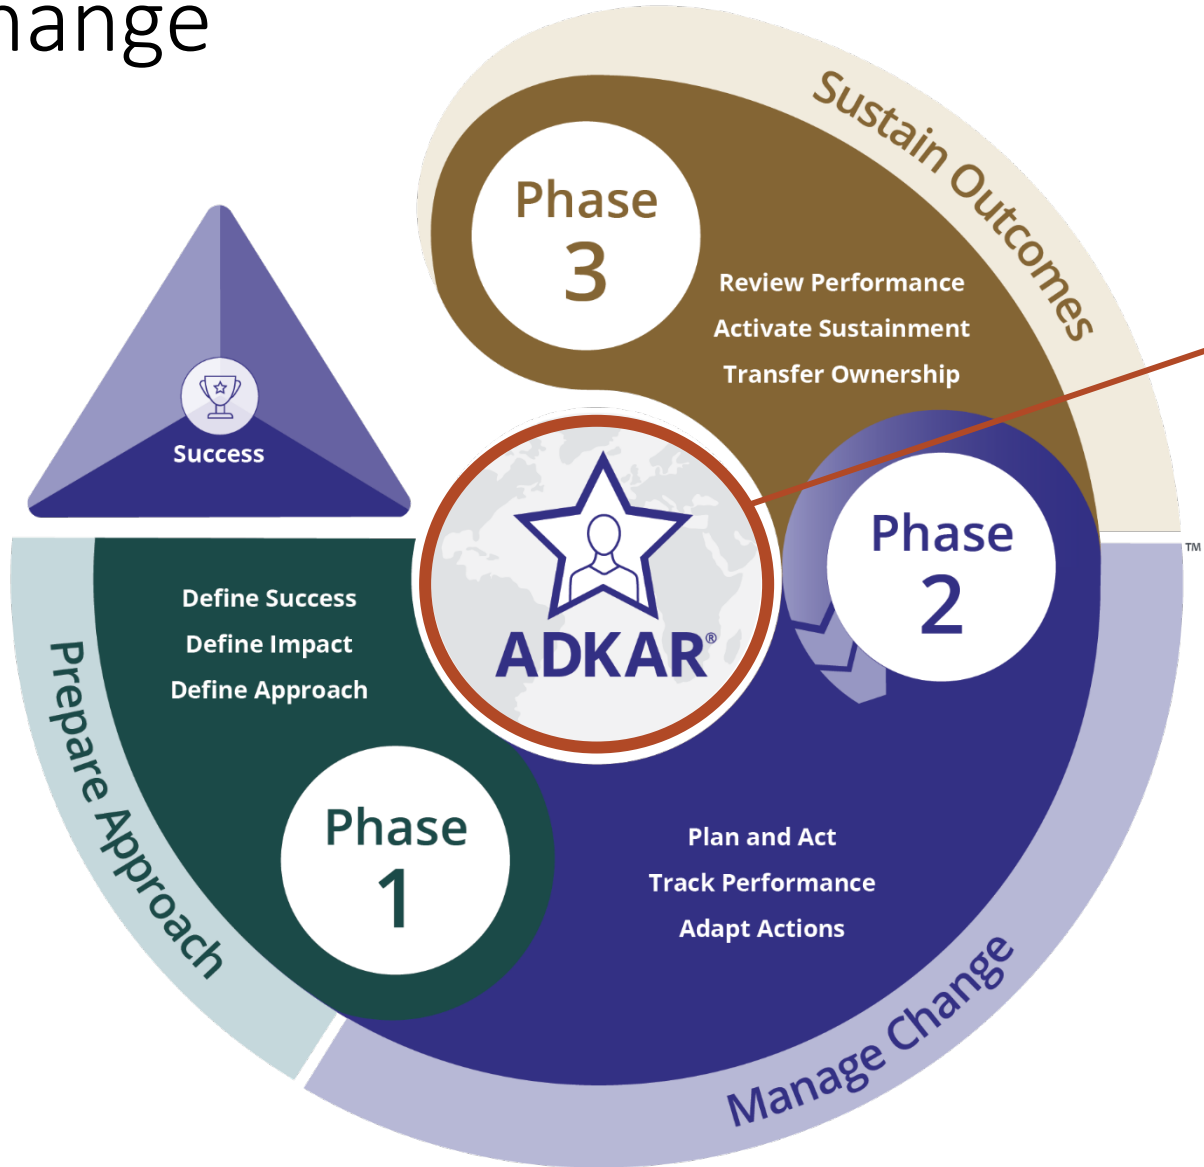 hange
Sustain Outcomes
Phase
3
Review Performance
Activate Sustainment
Transfer Ownership
Success
Phase
2
TM
ADKAR®
Define Success
Define Impact
Define Approach
Prepare Approach
Phase
1
Plan and Act
Track Performance
Adapt Actions
Manage Change